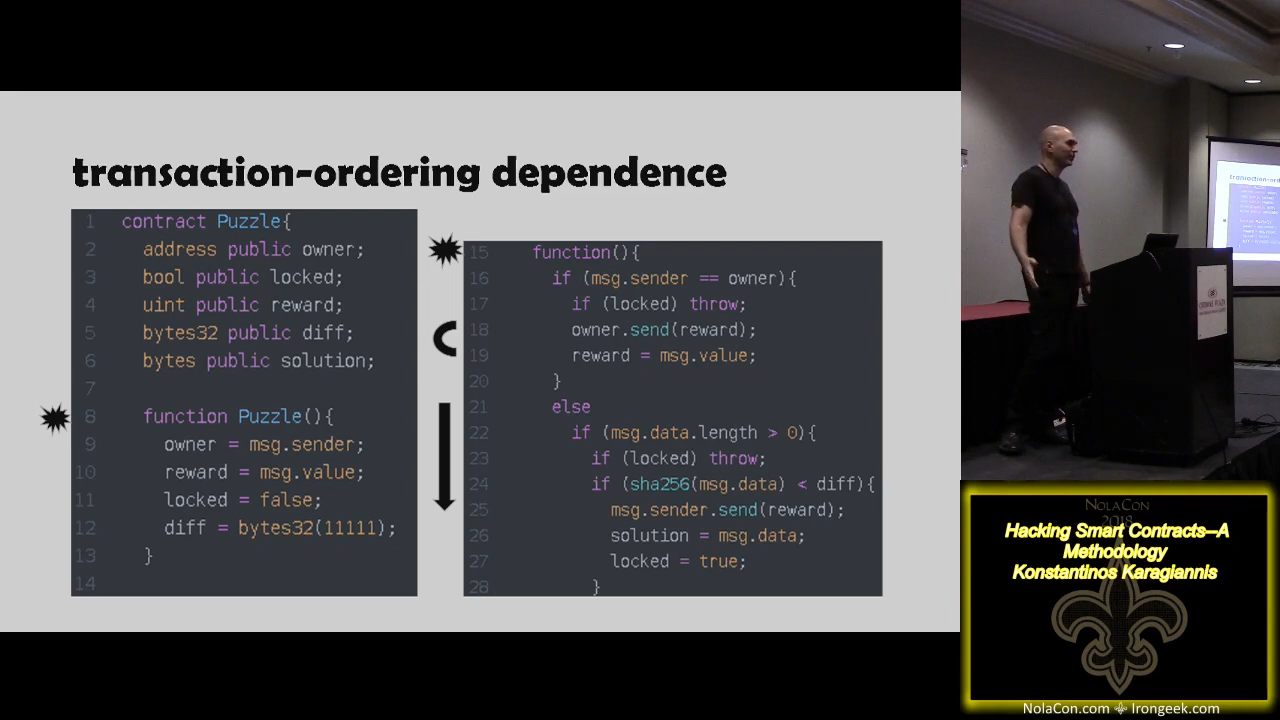 transaction-ordering dependence
1 contract Puzzle{
2 address public owner;
3 bool public locked;
4 uint public reward;
5 bytes32 public diff;
6 bytes public solution;
7
8 function Puzzle(){
9 owner = msg.sender;
10 reward = msg.value;
11 locked = false;
12 diff = bytes32(11111);
13 }
14
15 function(){
16 if (msg.sender == owner){
17 if (locked) throw;
18 owner.send(reward);
19 reward = msg.value;
20 }
21 else
22 if (msg.data.length > 0){
23 if (locked) throw;
24 if (sha256(msg.data) < diff){
25 msg.sender.send(reward);
26 solution = msg.data;
27 locked = true;
28 }
transaction-ord
CROWNE PLAZA
NOLACON
2018
Hacking Smart Contracts—A
Methodology
Konstantinos Karagiannis
NolaCon.com ⚜ Irongeek.com